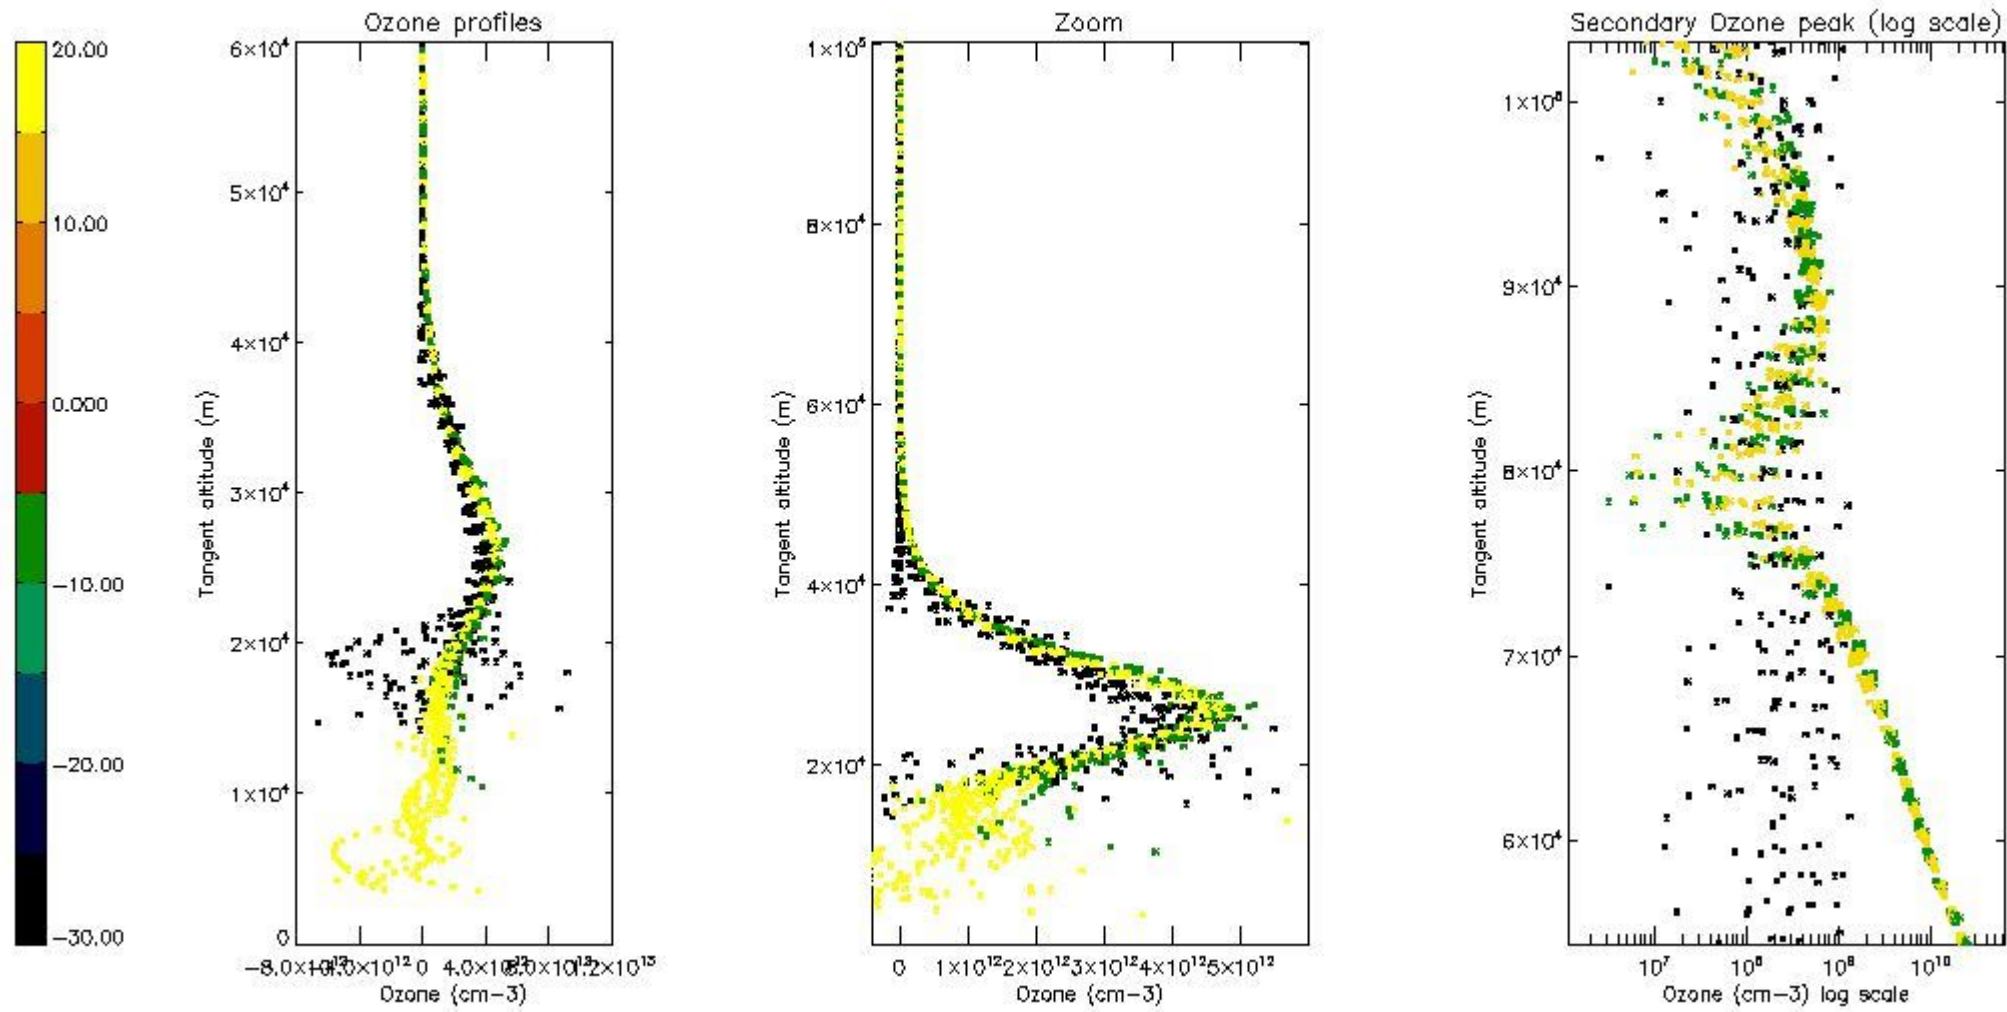 Ozone profiles
Zoom
Secondary Ozone peak (log scale)
20.00
10.00
0.000
−10.00
−20.00
−30.00
Tangent altitude (m)
6×10⁴
5×10⁴
4×10⁴
3×10⁴
2×10⁴
1×10⁴
0
0
1.2×10¹³
Ozone (cm−3)
Tangent altitude (m)
1×10⁵
8×10⁴
6×10⁴
4×10⁴
2×10⁴
0 1×10¹² 2×10¹² 3×10¹² 4×10¹² 5×10¹²
Ozone (cm−3)
Tangent altitude (m)
1×10⁵
9×10⁴
8×10⁴
7×10⁴
6×10⁴
10⁷ 10⁸ 10⁹ 10¹⁰
Ozone (cm−3) log scale